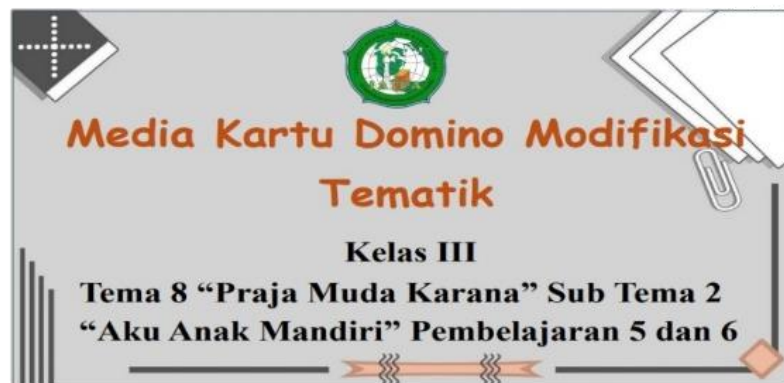 Media Kartu Domino Modifikasi
Tematik
Kelas III
Tema 8 “Praja Muda Karana” Sub Tema 2
“Aku Anak Mandiri” Pembelajaran 5 dan 6